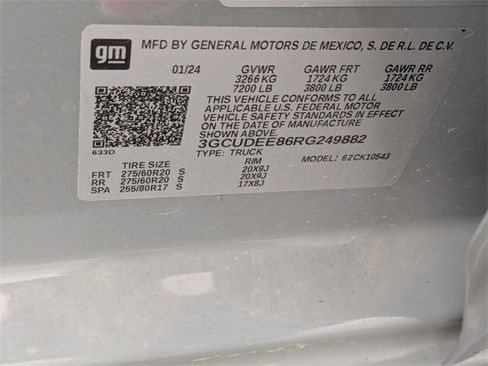 gm
MFD BY GENERAL MOTORS DE MEXICO, S. DE R.L. DE C.V.
01/24 GVWR GAWR FRT GAWR RR
3266 KG 1724 KG 1724 KG
7200 LB 3800 LB 3800 LB
THIS VEHICLE CONFORMS TO ALL
APPLICABLE U.S. FEDERAL MOTOR
VEHICLE SAFETY STANDARDS IN EFFECT
ON THE DATE OF MANUFACTURE
SHOWN ABOVE.
3GCUDEE86RG249882
633D TYPE: TRUCK MODEL: 62CK10543
TIRE SIZE RIM
FRT 275/60R20 S 20X9J
RR 275/60R20 S 20X9J
SPA 255/80R17 S 17X8J